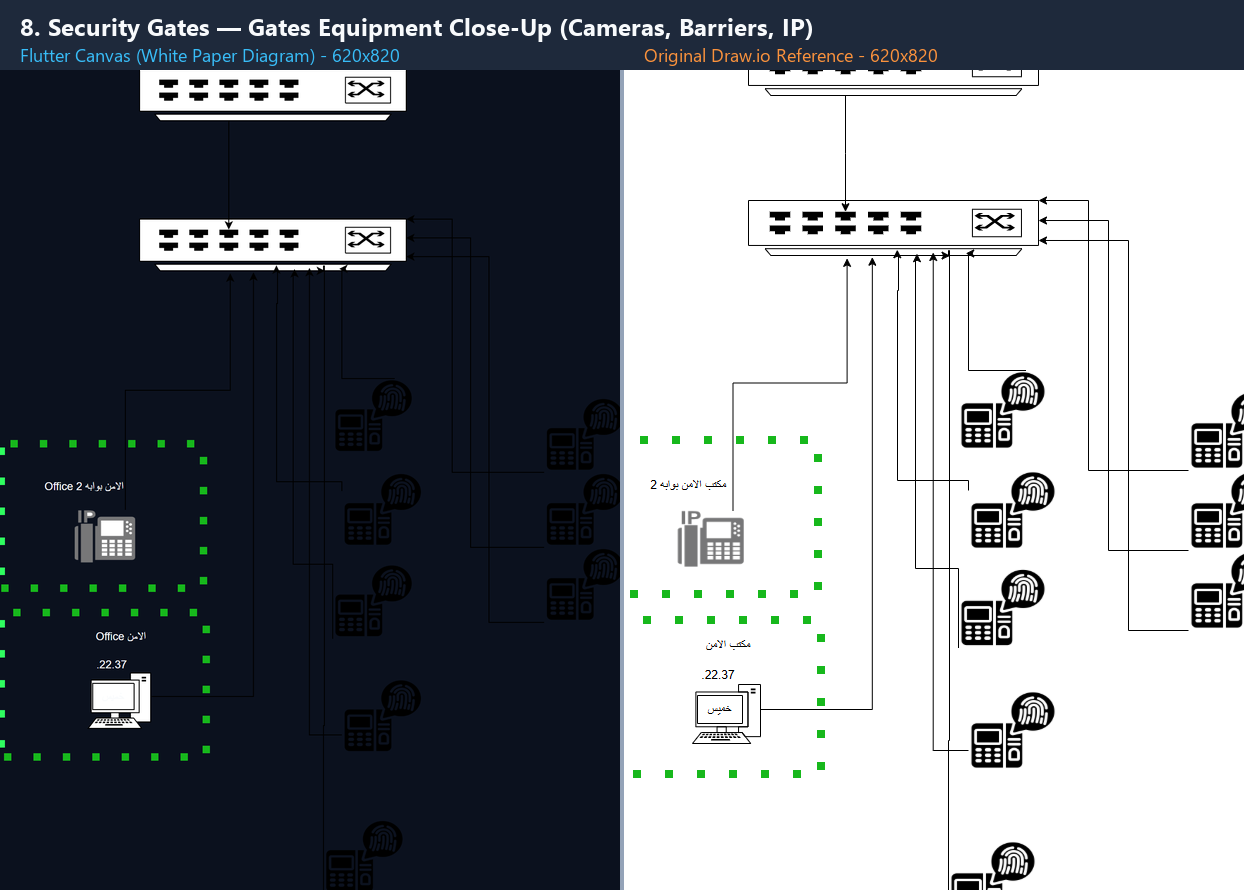 8. Security Gates — Gates Equipment Close-Up (Cameras, Barriers, IP)
Flutter Canvas (White Paper Diagram) - 620x820
Original Draw.io Reference - 620x820
Office 2 الامن بوابه
IP
Office الامن
.22.37
مكتب الامن بوابه 2
IP
مكتب الامن
.22.37
خميس